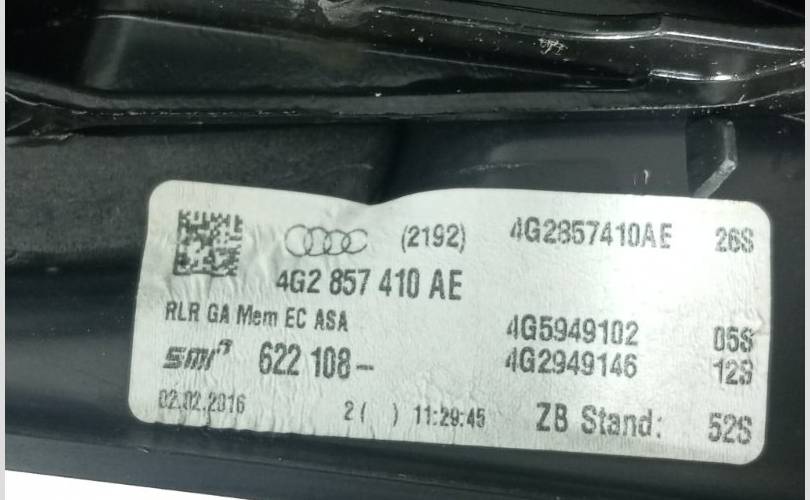 (2192) 4G2857410AE 26S
4G2 857 410 AE
RLR GA Mem EC ASA
4G5949102 05S
SMR 622 108-
4G2949146 12S
02.02.2016 2( ) 11:29:45 ZB Stand: 52S